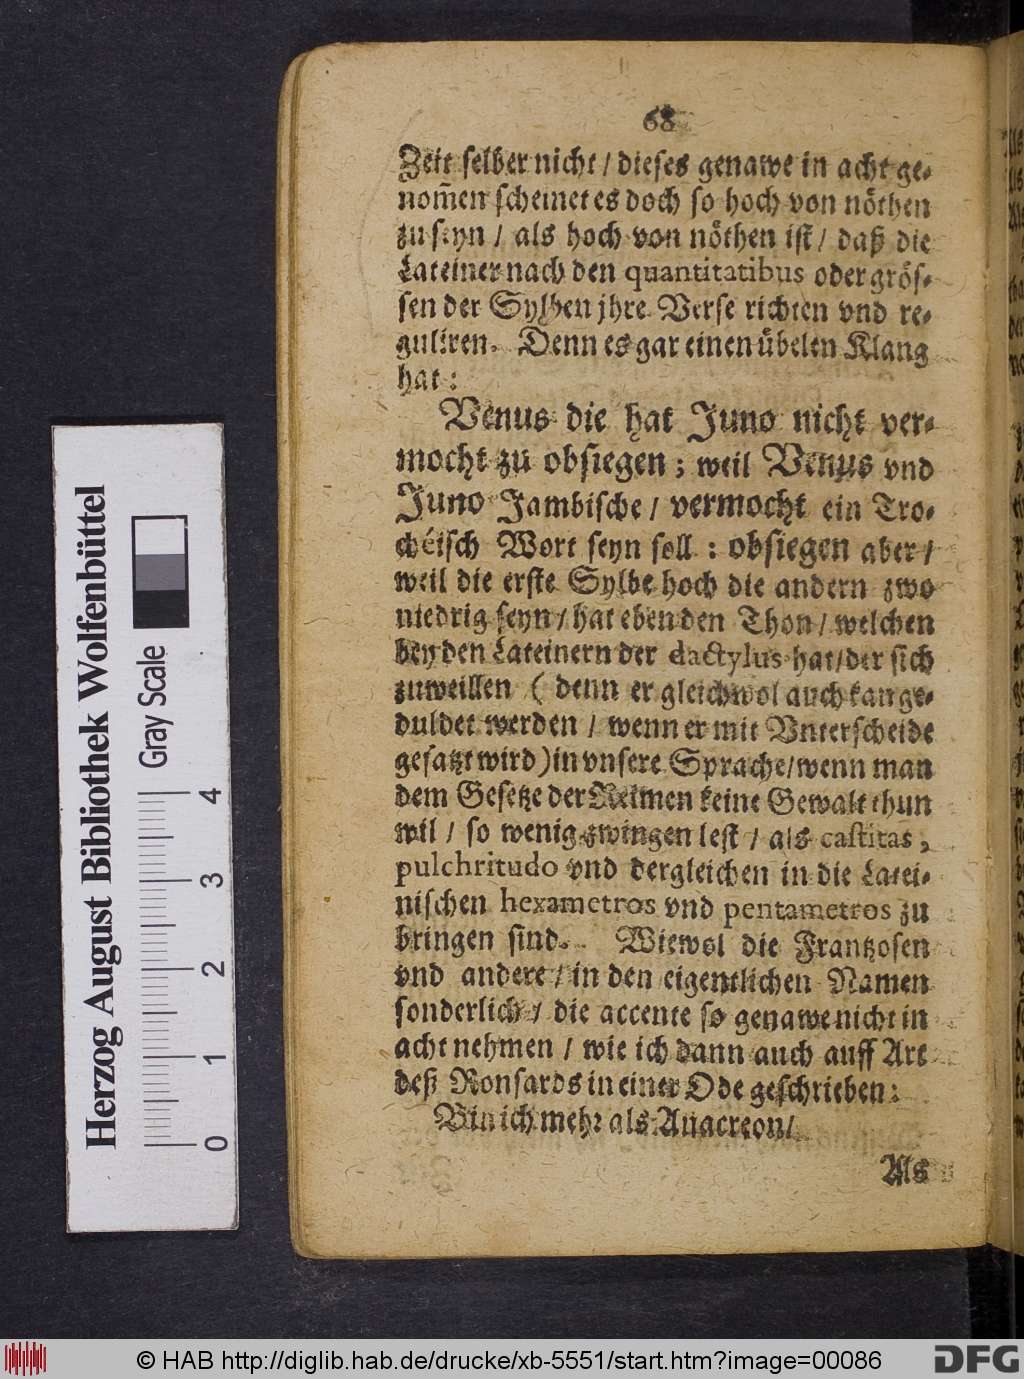 68
Zeit selber nicht / dieses genawe in acht ge-
nom̃en scheinet es doch so hoch von nöthen
zu seyn / als hoch von nöthen ist / daß die
Lateiner nach den quantitatibus oder grös-
sen der Sylben jhre Verse richten vnd re-
guliren. Denn es gar einen übelen Klang
hat:
Venus die hat Juno nicht ver-
mocht zu obsiegen; weil Venus vnd
Juno Jambische / vermocht ein Tro-
chéisch Wort seyn soll: obsiegen aber /
weil die erste Sylbe hoch die andern zwo
niedrig seyn / hat eben den Thon / welchen
bey den Lateinern der dactylus hat / der sich
zuweillen ( denn er gleichwol auch kan ge-
duldet werden / wenn er mit Vnterscheide
gesatzt wird) in vnsere Sprache / wenn man
dem Gesetze der Reimen keine Gewalt thun
wil / so wenig zwingen lest / als castitas,
pulchritudo vnd dergleichen in die Latei-
nischen hexametros vnd pentametros zu
bringen sind. Wiewol die Frantzosen
vnd andere / in den eigentlichen Namen
sonderlich / die accente so genawe nicht in
acht nehmen / wie ich dann auch auff Art
deß Ronsards in einer Ode geschrieben:
Bin ich mehr als Anacreon /
Als
Herzog August Bibliothek Wolfenbüttel
Gray Scale
0 1 2 3 4
© HAB http://diglib.hab.de/drucke/xb-5551/start.htm?image=00086
DFG